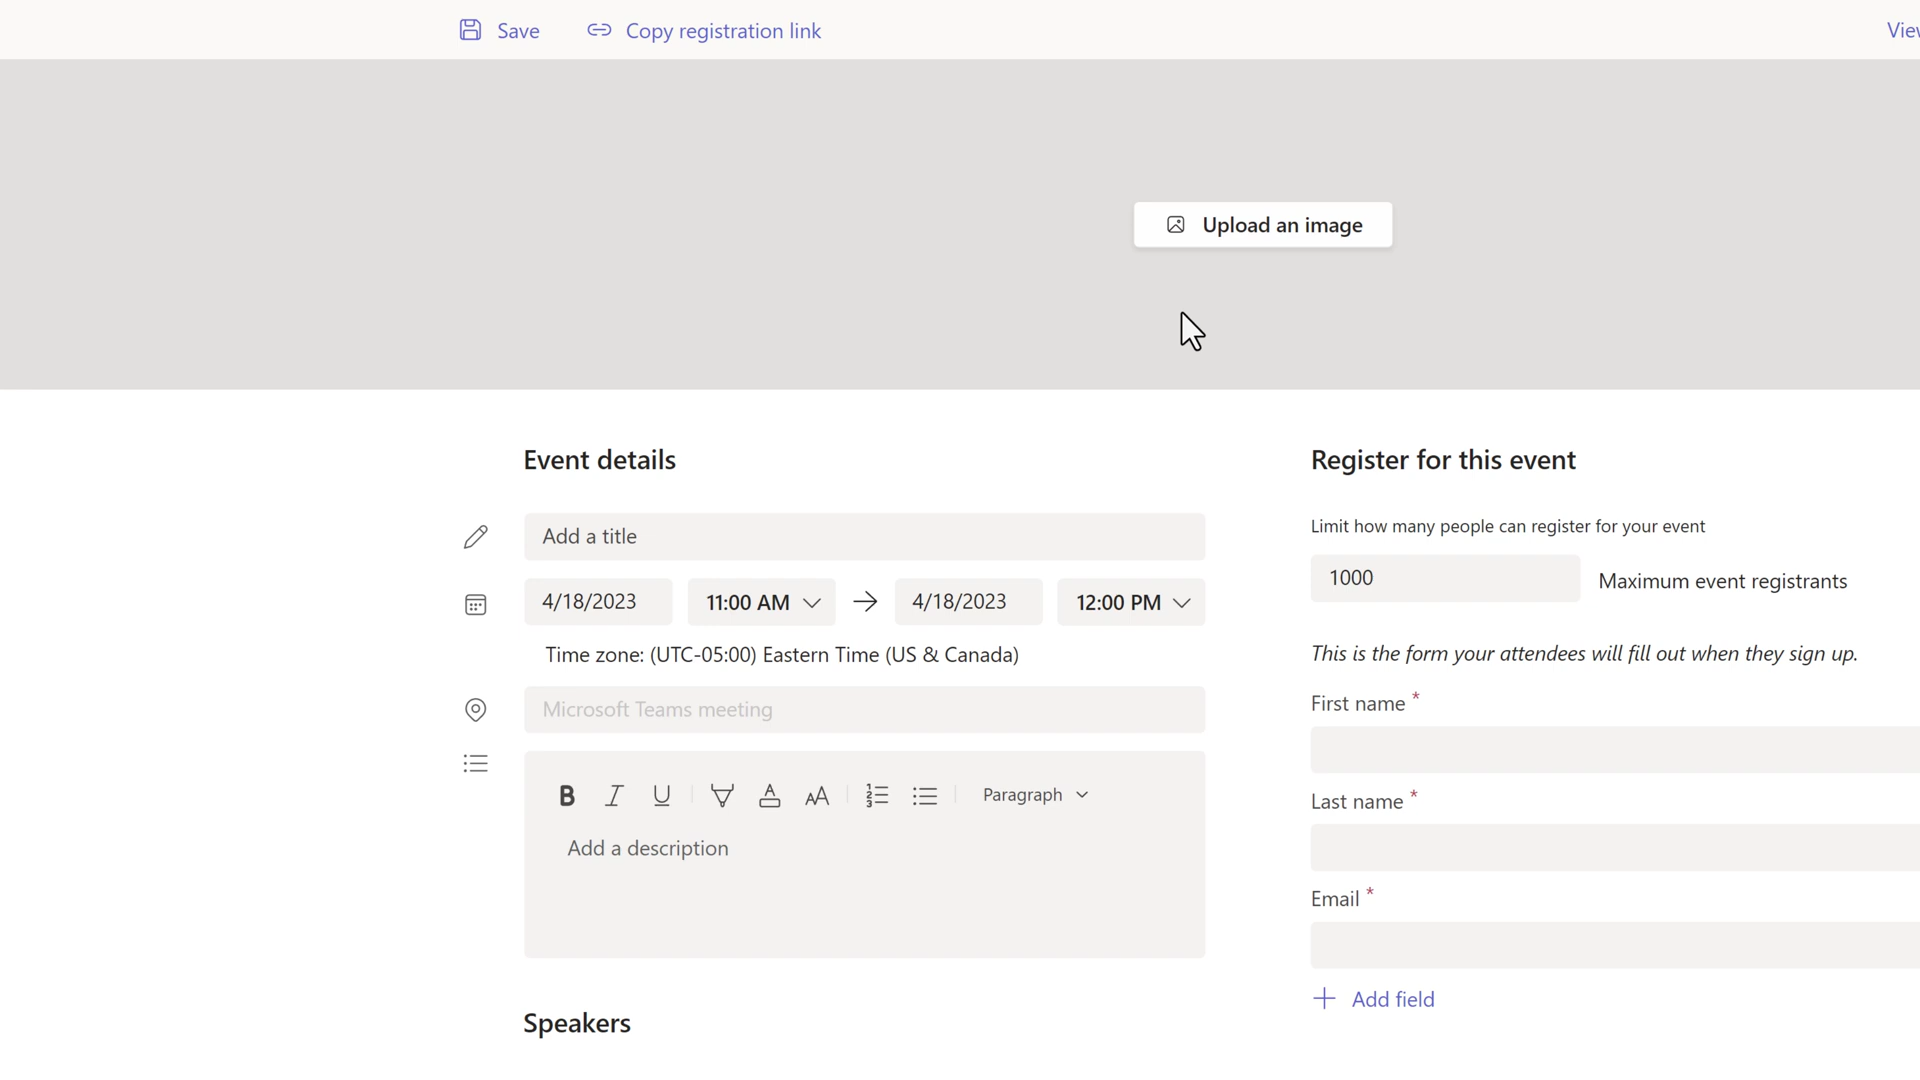 Save
Copy registration link
Upload an image
Event details
Add a title
4/18/2023 11:00 AM 4/18/2023 12:00 PM
Time zone: (UTC-05:00) Eastern Time (US & Canada)
Microsoft Teams meeting
B I U A AA Paragraph
Add a description
Speakers
Register for this event
Limit how many people can register for your event
1000 Maximum event registrants
This is the form your attendees will fill out when they sign up.
First name *
Last name *
Email *
Add field